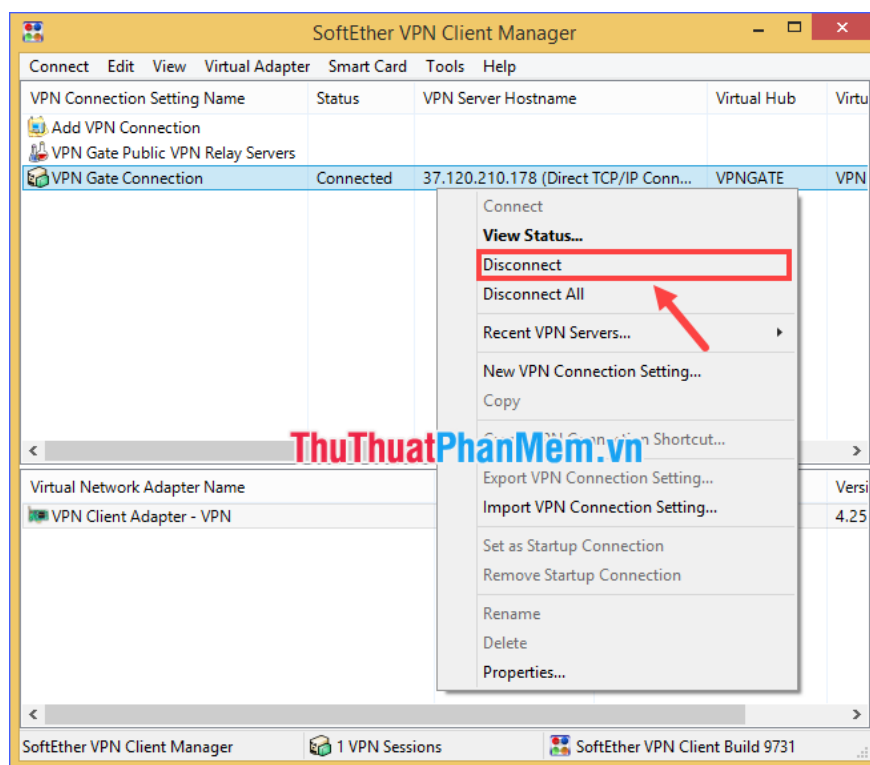 SoftEther VPN Client Manager
Connect Edit View Virtual Adapter Smart Card Tools Help
VPN Connection Setting Name Status VPN Server Hostname Virtual Hub Virtu
Add VPN Connection
VPN Gate Public VPN Relay Servers
VPN Gate Connection Connected 37.120.210.178 (Direct TCP/IP Conn... VPNGATE VPN
Connect
View Status...
Disconnect
Disconnect All
Recent VPN Servers...
New VPN Connection Setting...
Copy
VPN Connection Shortcut...
ThuThuatPhanMem.vn
Export VPN Connection Setting...
Import VPN Connection Setting...
Set as Startup Connection
Remove Startup Connection
Rename
Delete
Properties...
Virtual Network Adapter Name Versi
VPN Client Adapter - VPN 4.25
SoftEther VPN Client Manager 1 VPN Sessions SoftEther VPN Client Build 9731